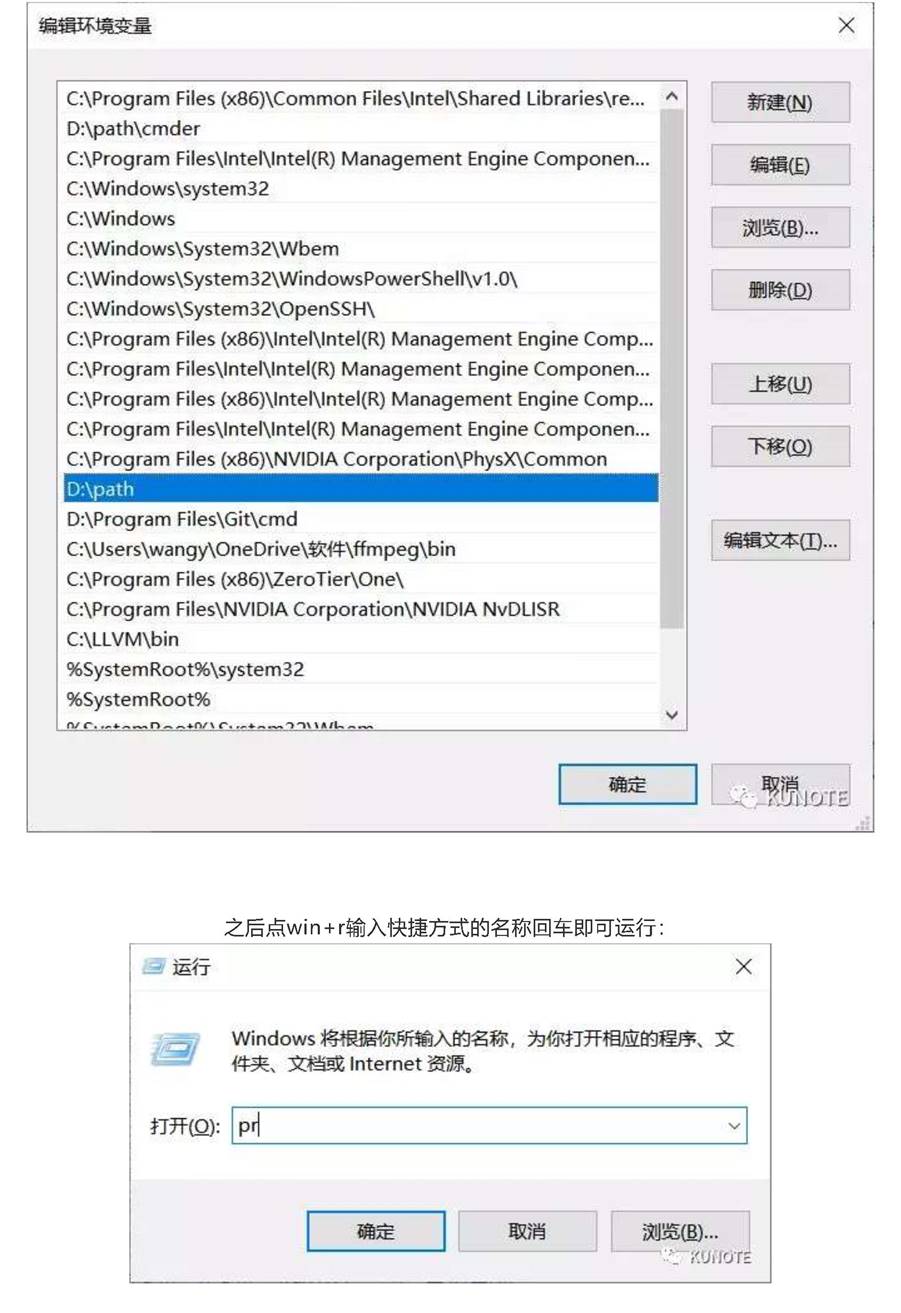 编辑环境变量
C:\Program Files (x86)\Common Files\Intel\Shared Libraries\re...
D:\path\cmder
C:\Program Files\Intel\Intel(R) Management Engine Componen...
C:\Windows\system32
C:\Windows
C:\Windows\System32\Wbem
C:\Windows\System32\WindowsPowerShell\v1.0\
C:\Windows\System32\OpenSSH\
C:\Program Files (x86)\Intel\Intel(R) Management Engine Comp...
C:\Program Files\Intel\Intel(R) Management Engine Componen...
C:\Program Files (x86)\Intel\Intel(R) Management Engine Comp...
C:\Program Files\Intel\Intel(R) Management Engine Componen...
C:\Program Files (x86)\NVIDIA Corporation\PhysX\Common
D:\path
D:\Program Files\Git\cmd
C:\Users\wangy\OneDrive\软件\ffmpeg\bin
C:\Program Files (x86)\ZeroTier\One\
C:\Program Files\NVIDIA Corporation\NVIDIA NvDLISR
C:\LLVM\bin
%SystemRoot%\system32
%SystemRoot%
%SystemRoot%\System32\Wbem
新建(N)
编辑(E)
浏览(B)...
删除(D)
上移(U)
下移(O)
编辑文本(T)...
确定
取消
KUNOTE
之后点win+r输入快捷方式的名称回车即可运行：
运行
Windows 将根据你所输入的名称，为你打开相应的程序、文
件夹、文档或 Internet 资源。
打开(O): pr
确定
取消
浏览(B)...
KUNOTE